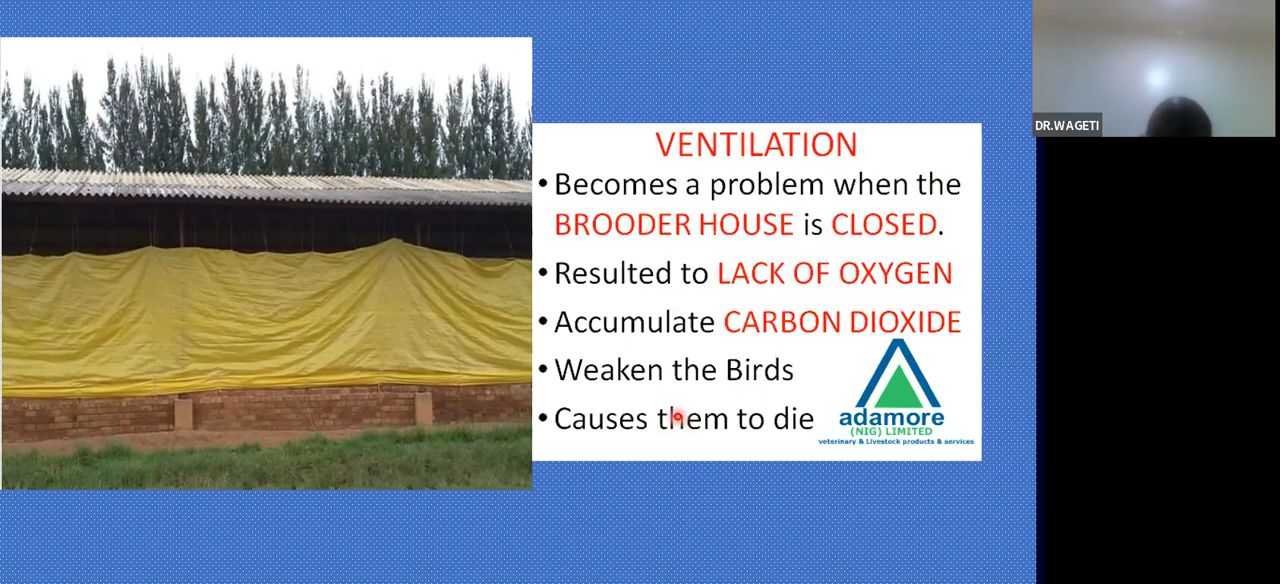 DR.WAGETI
VENTILATION
• Becomes a problem when the
BROODER HOUSE is CLOSED.
• Resulted to LACK OF OXYGEN
• Accumulate CARBON DIOXIDE
• Weaken the Birds
• Causes them to die
adamore
(NIG) LIMITED
veterinary & Livestock products & services